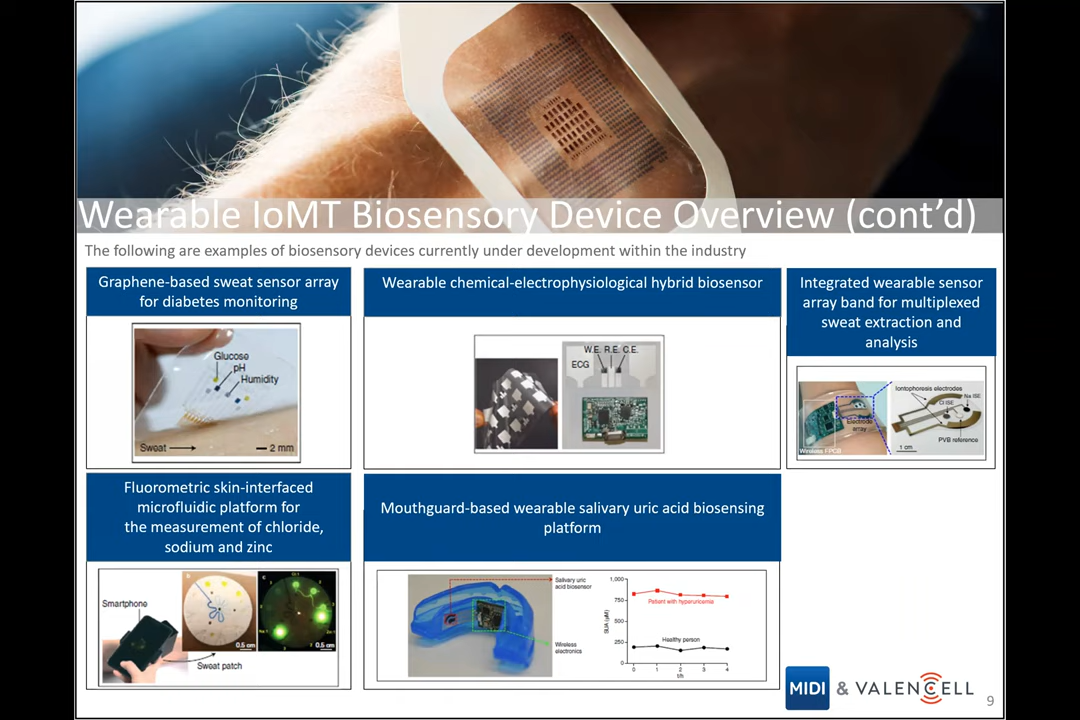 Wearable IoMT Biosensory Device Overview (cont’d)
The following are examples of biosensory devices currently under development within the industry
Graphene-based sweat sensor array
for diabetes monitoring
Glucose
pH
Humidity
Sweat
2 mm
Wearable chemical-electrophysiological hybrid biosensor
W.E. R.E. C.E.
ECG
Integrated wearable sensor
array band for multiplexed
sweat extraction and
analysis
Iontophoresis electrodes
Na ISE
Cl ISE
Electrode
array
PVB reference
Wireless FPCB
1 cm
Fluorometric skin-interfaced
microfluidic platform for
the measurement of chloride,
sodium and zinc
Smartphone
0.5 cm
0.5 cm
Sweat patch
Mouthguard-based wearable salivary uric acid biosensing
platform
Salivary uric
acid biosensor
Wireless
electronics
1,000
750
500
250
0
SUA (µM)
Patient with hyperuricemia
Healthy person
0 1 2 3 4
t/h
MIDI & VALENCELL
9